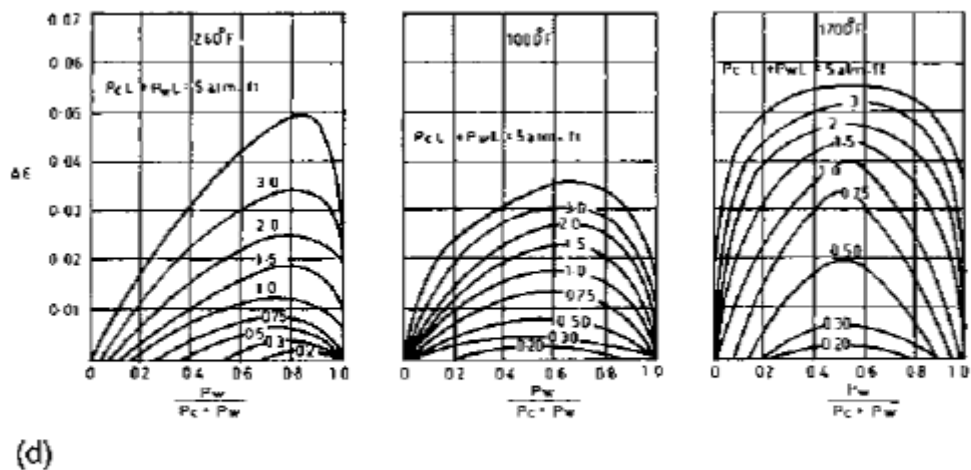 0.07
0.06
0.05
0.04
0.03
0.02
0.01
Δε
260°F
PcL + PwL = 5 atm. ft
3.0
2.0
1.5
1.0
0.75
0.5
0.3
0.2
0 0.2 0.4 0.6 0.8 1.0
Pw
Pc + Pw
1000°F
PcL + PwL = 5 atm. ft
3.0
2.0
1.5
1.0
0.75
0.50
0.30
0.20
0 0.2 0.4 0.6 0.8 1.0
Pw
Pc + Pw
1700°F
PcL + PwL = 5 atm. ft
3
2
1.5
1.0
0.75
0.50
0.30
0.20
0 0.2 0.4 0.6 0.8 1.0
Pw
Pc + Pw
(d)